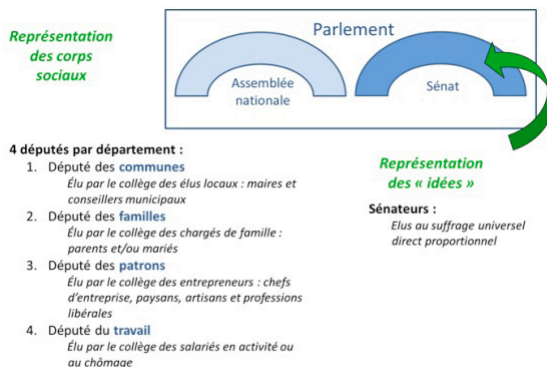 Représentation
des corps
sociaux
Parlement
Assemblée
nationale
Sénat
4 députés par département :
1. Député des communes
Élu par le collège des élus locaux : maires et
conseillers municipaux
2. Député des familles
Élu par le collège des chargés de famille :
parents et/ou mariés
3. Député des patrons
Élu par le collège des entrepreneurs : chefs
d'entreprise, paysans, artisans et professions
libérales
4. Député du travail
Élu par le collège des salariés en activité ou
au chômage
Représentation
des « idées »
Sénateurs :
Elus au suffrage universel
direct proportionnel